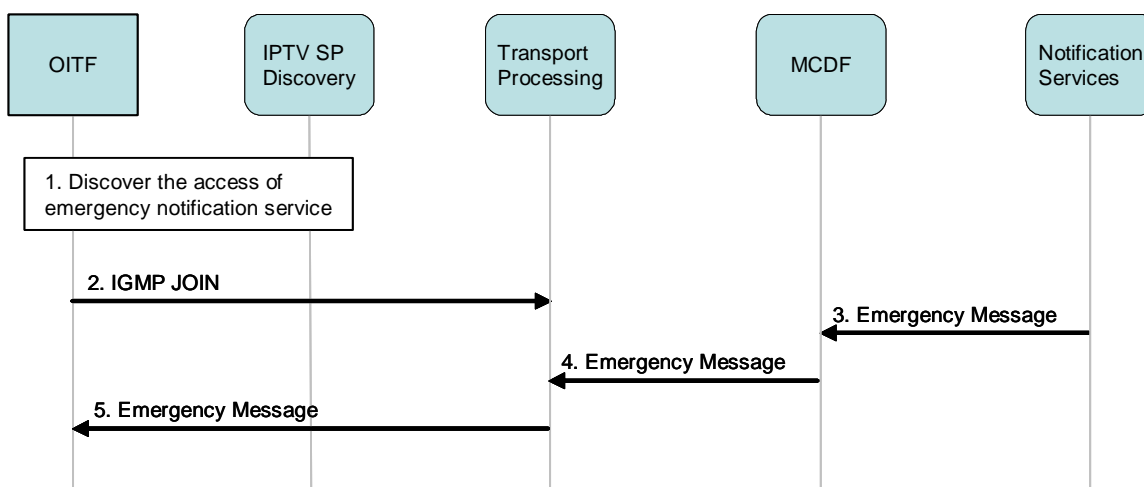 OITF
IPTV SP
Discovery
Transport
Processing
MCDF
Notification
Services
1. Discover the access of
emergency notification service
2. IGMP JOIN
3. Emergency Message
4. Emergency Message
5. Emergency Message